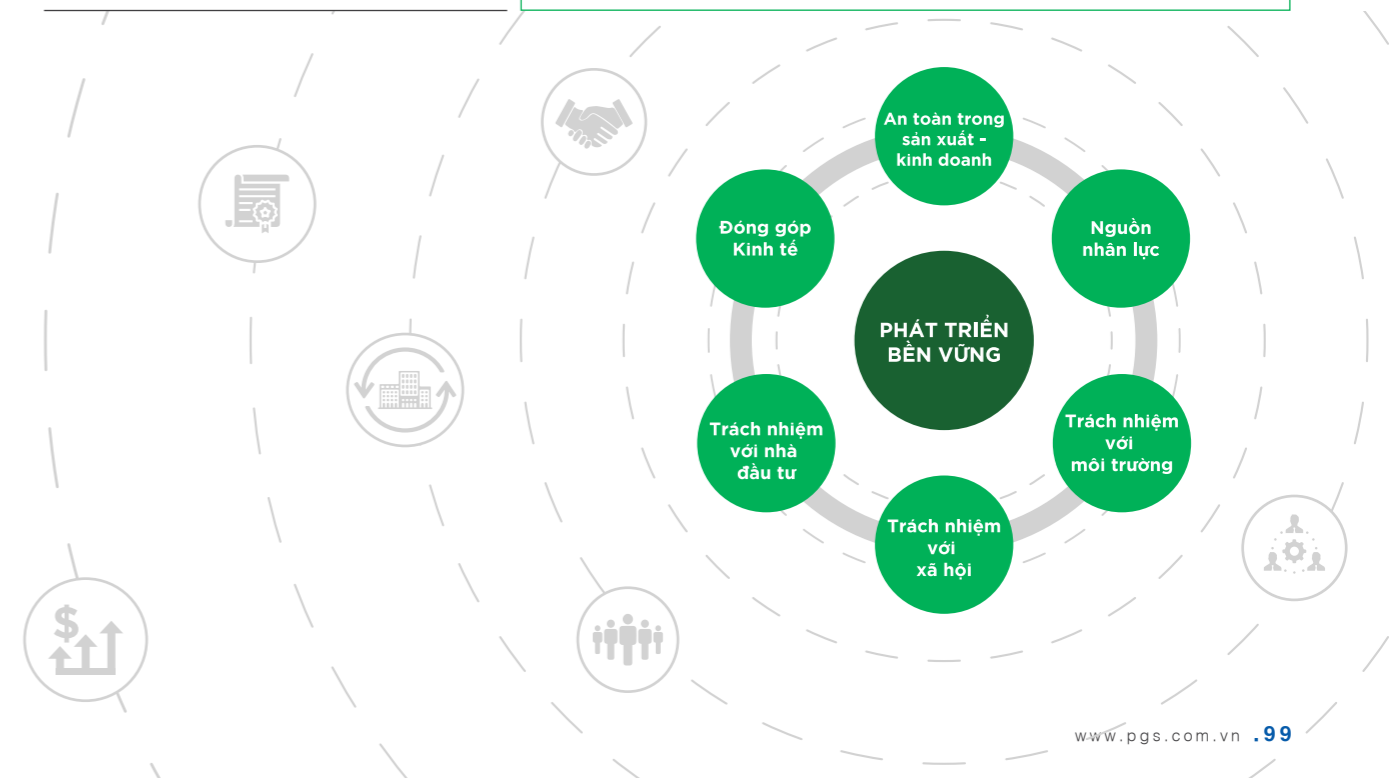 An toàn trong
sản xuất -
kinh doanh
Đóng góp
Kinh tế
Nguồn
nhân lực
PHÁT TRIỂN
BỀN VỮNG
Trách nhiệm
với nhà
đầu tư
Trách nhiệm
với
môi trường
Trách nhiệm
với
xã hội
$
www.pgs.com.vn .99